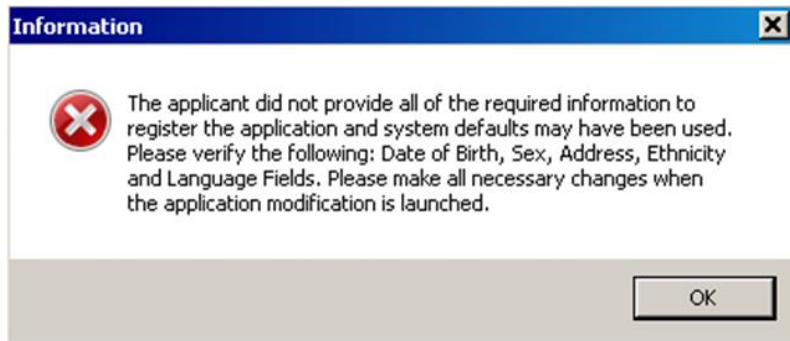 Information
The applicant did not provide all of the required information to
register the application and system defaults may have been used.
Please verify the following: Date of Birth, Sex, Address, Ethnicity
and Language Fields. Please make all necessary changes when
the application modification is launched.
OK